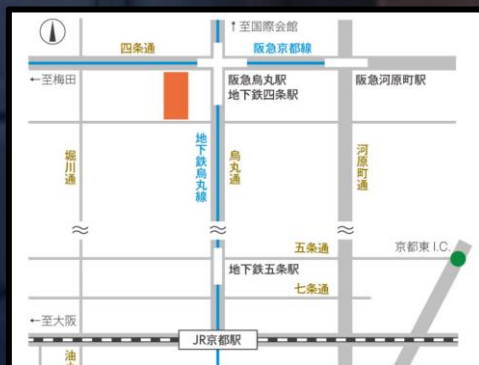 ↑至国際会館
四条通
阪急京都線
←至梅田
阪急烏丸駅
地下鉄四条駅
阪急河原町駅
堀川通
地下鉄烏丸線
烏丸通
河原町通
五条通
京都東 I.C.
地下鉄五条駅
七条通
←至大阪
JR京都駅
油